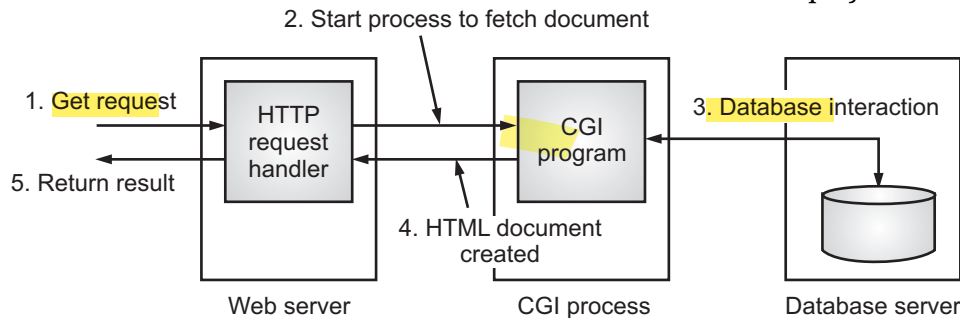 2. Start process to fetch document
1. Get request
HTTP
request
handler
CGI
program
3. Database interaction
5. Return result
4. HTML document
created
Web server
CGI process
Database server